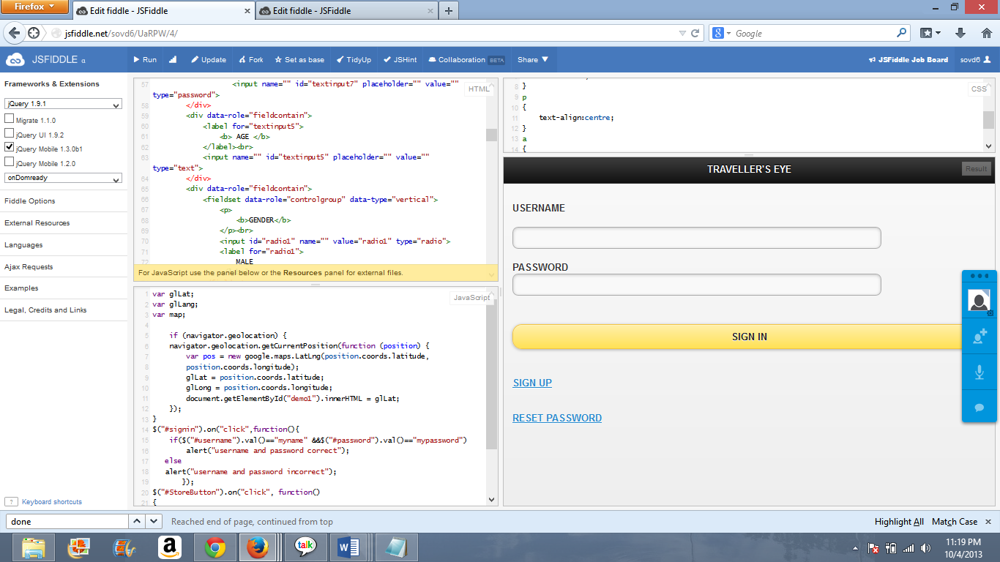 Firefox
Edit fiddle - JSFiddle
Edit fiddle - JSFiddle
jsfiddle.net/sovd6/UaRPW/4/
Google
JSFIDDLE α
Run
Update
Fork
Set as base
TidyUp
JSHint
Collaboration BETA
Share
JSFiddle Job Board
sovd6
Frameworks & Extensions
jQuery 1.9.1
Migrate 1.1.0
jQuery UI 1.9.2
jQuery Mobile 1.3.0b1
jQuery Mobile 1.2.0
onDomready
Fiddle Options
External Resources
Languages
Ajax Requests
Examples
Legal, Credits and Links
? Keyboard shortcuts
HTML
57 <input name="" id="textinput7" placeholder="" value=""
type="password">
58 </div>
59 <div data-role="fieldcontain">
60 <label for="textinput5">
61 <b> AGE </b>
62 </label><br>
63 <input name="" id="textinput5" placeholder="" value=""
type="text">
64 </div>
65 <div data-role="fieldcontain">
66 <fieldset data-role="controlgroup" data-type="vertical">
67 <p>
68 <b>GENDER</b>
69 </p><br>
70 <input id="radio1" name="" value="radio1" type="radio">
71 <label for="radio1">
72 MALE
For JavaScript use the panel below or the Resources panel for external files.
JavaScript
1 var glLat;
2 var glLang;
3 var map;
4
5 if (navigator.geolocation) {
6 navigator.geolocation.getCurrentPosition(function (position) {
7 var pos = new google.maps.LatLng(position.coords.latitude,
8 position.coords.longitude);
9 glLat = position.coords.latitude;
10 glLong = position.coords.longitude;
11 document.getElementById("demo1").innerHTML = glLat;
12 });
13 }
14 $("#signin").on("click",function(){
15 if($("#username").val()=="myname" &&$("#password").val()=="mypassword")
16 alert("username and password correct");
17 else
18 alert("username and password incorrect");
19 });
20 $("#StoreButton").on("click", function()
21 {
CSS
8 }
9 p
10 {
11 text-align:centre;
12 }
13 a
14 {
TRAVELLER'S EYE
Result
USERNAME
PASSWORD
SIGN IN
SIGN UP
RESET PASSWORD
done
Reached end of page, continued from top
Highlight All
Match Case
a
talk
W
11:19 PM
10/4/2013